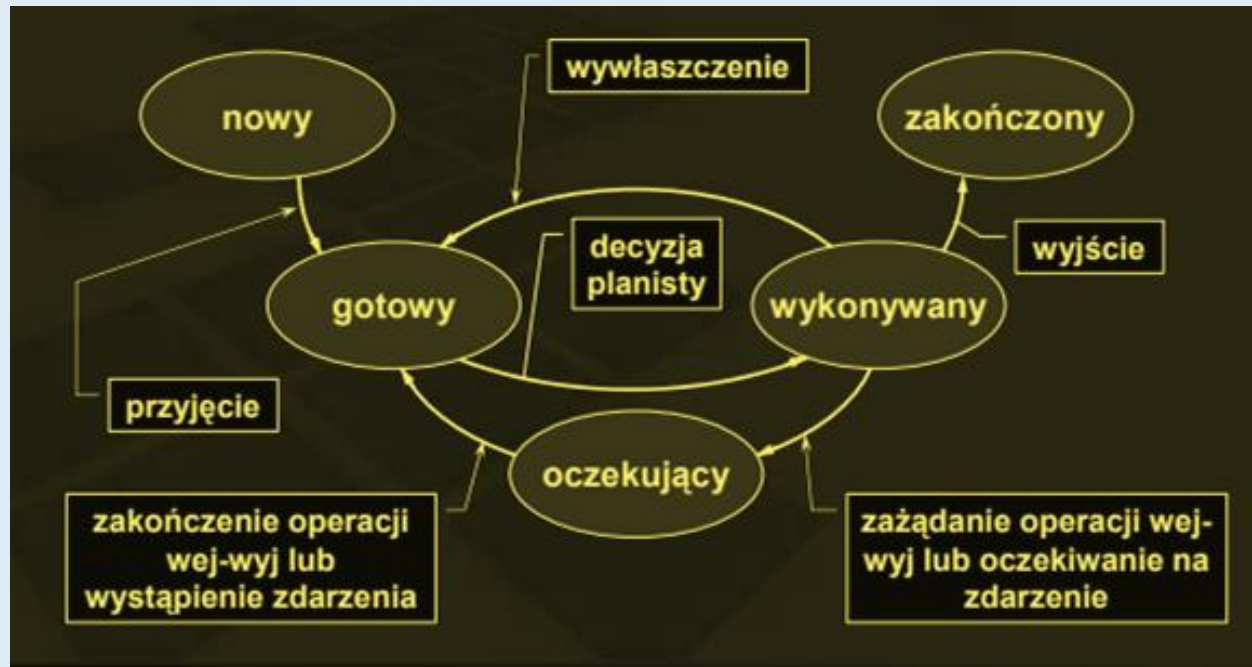 wywłaszczenie
nowy
zakończony
decyzja
planisty
wyjście
gotowy
wykonywany
przyjęcie
oczekujący
zakończenie operacji
wej-wyj lub
wystąpienie zdarzenia
zażądanie operacji wej-
wyj lub oczekiwanie na
zdarzenie